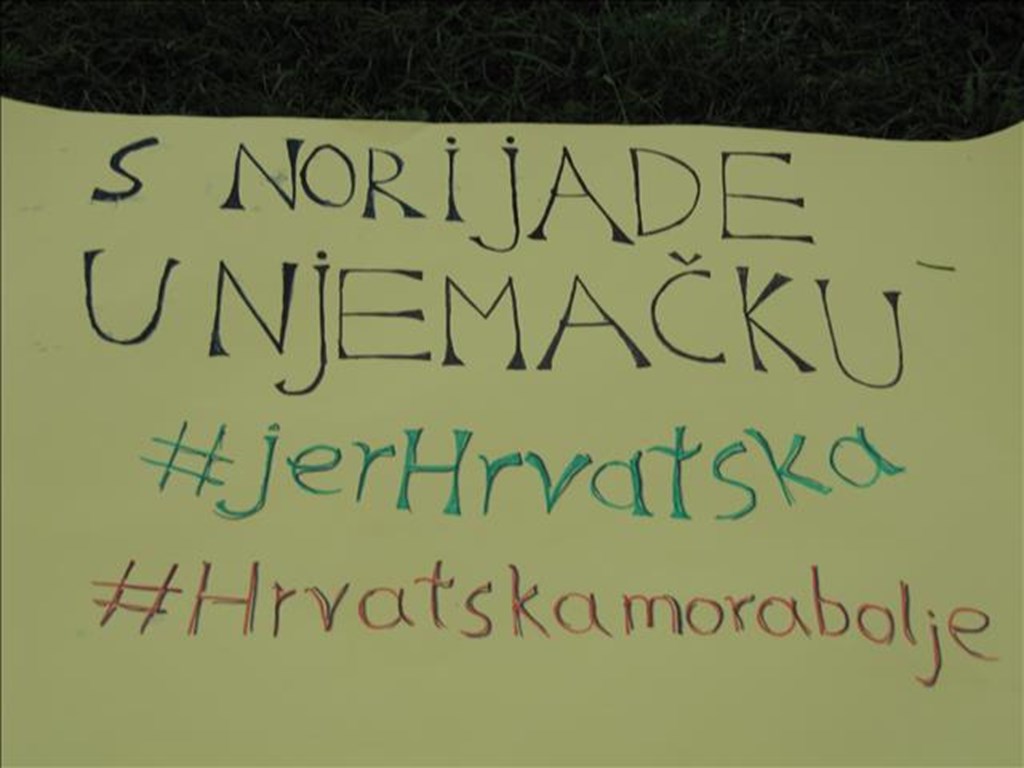 S NORijADE
U NjEMAČKU
#jerHrvatska
#Hrvatskamorabolje